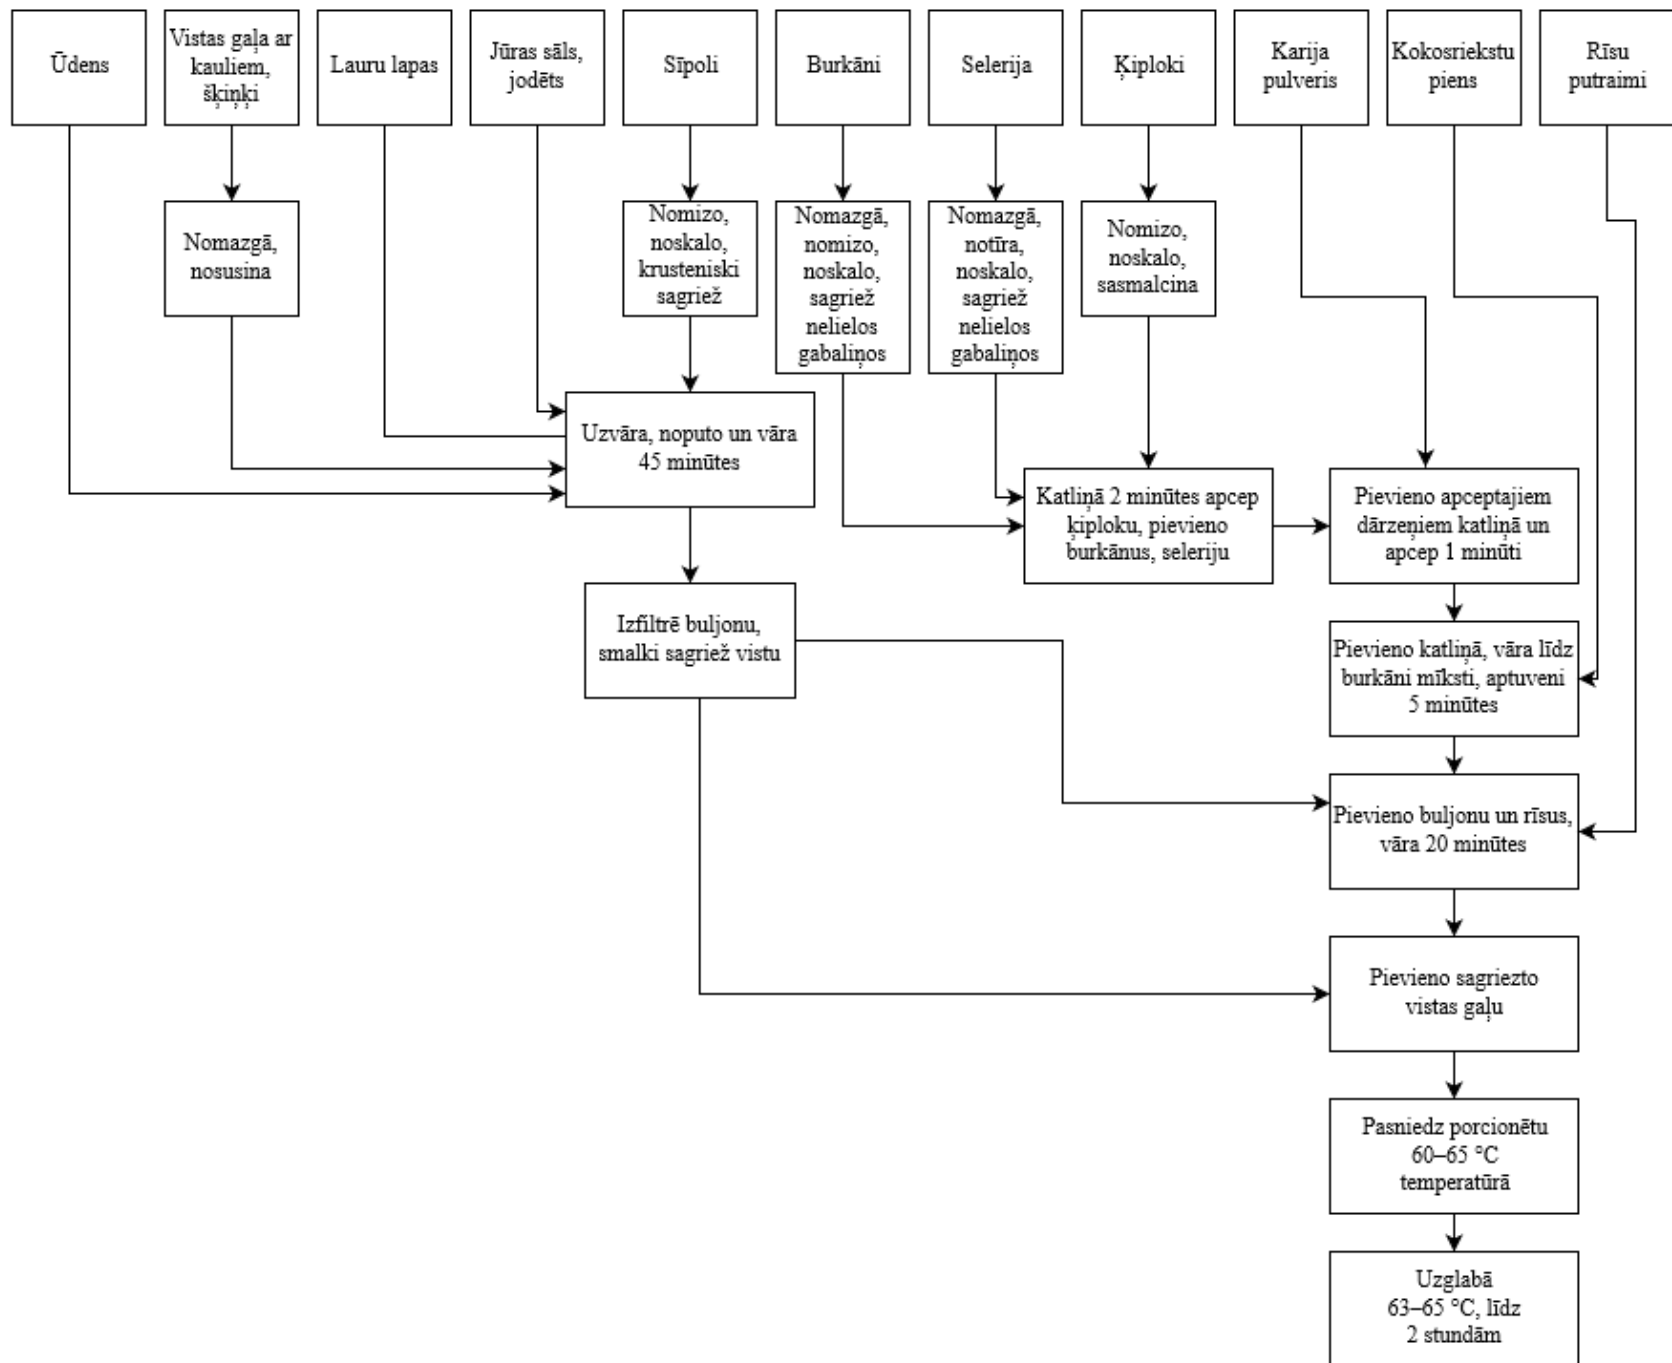 Ūdens
Vistas gaļa ar
kauliem,
šķiņķi
Lauru lapas
Jūras sāls,
jodēts
Sīpoli
Burkāni
Selerija
Ķiploki
Karija
pulveris
Kokosriekstu
piens
Rīsu
putraimi
Nomazgā,
nosusina
Nomizo,
noskalo,
krusteniski
sagriež
Nomazgā,
nomizo,
noskalo,
sagriež
nelielos
gabaliņos
Nomazgā,
notīra,
noskalo,
sagriež
nelielos
gabaliņos
Nomizo,
noskalo,
sasmalcina
Uzvāra, noputo un vāra
45 minūtes
Katliņā 2 minūtes apcep
ķiploku, pievieno
burkānus, seleriju
Pievieno apceptajiem
dārzeņiem katliņā un
apcep 1 minūti
Izfiltrē buljonu,
smalki sagriež vistu
Pievieno katliņā, vāra līdz
burkāni mīksti, aptuveni
5 minūtes
Pievieno buljonu un rīsus,
vāra 20 minūtes
Pievieno sagriezto
vistas gaļu
Pasniedz porcionētu
60–65 °C
temperatūrā
Uzglabā
63–65 °C, līdz
2 stundām